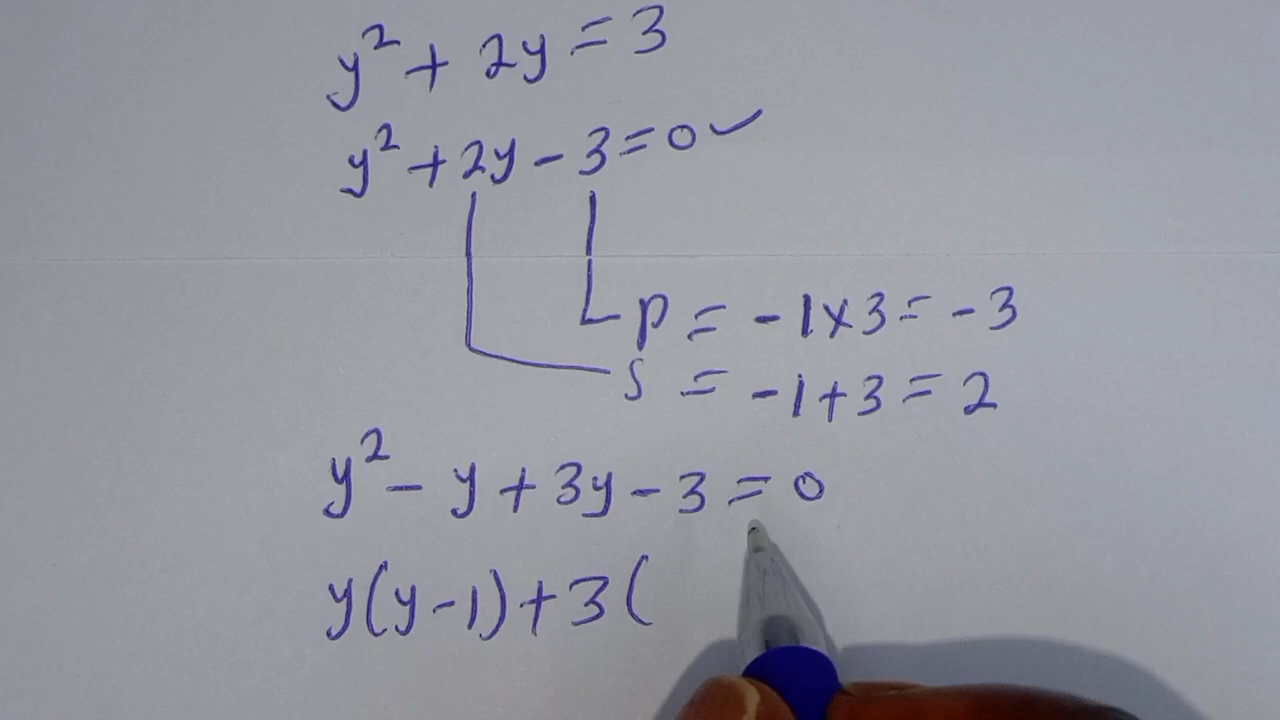 y² + 2y = 3
y² + 2y - 3 = 0 ✓
P = -1 x 3 = -3
S = -1 + 3 = 2
y² - y + 3y - 3 = 0
y(y - 1) + 3(